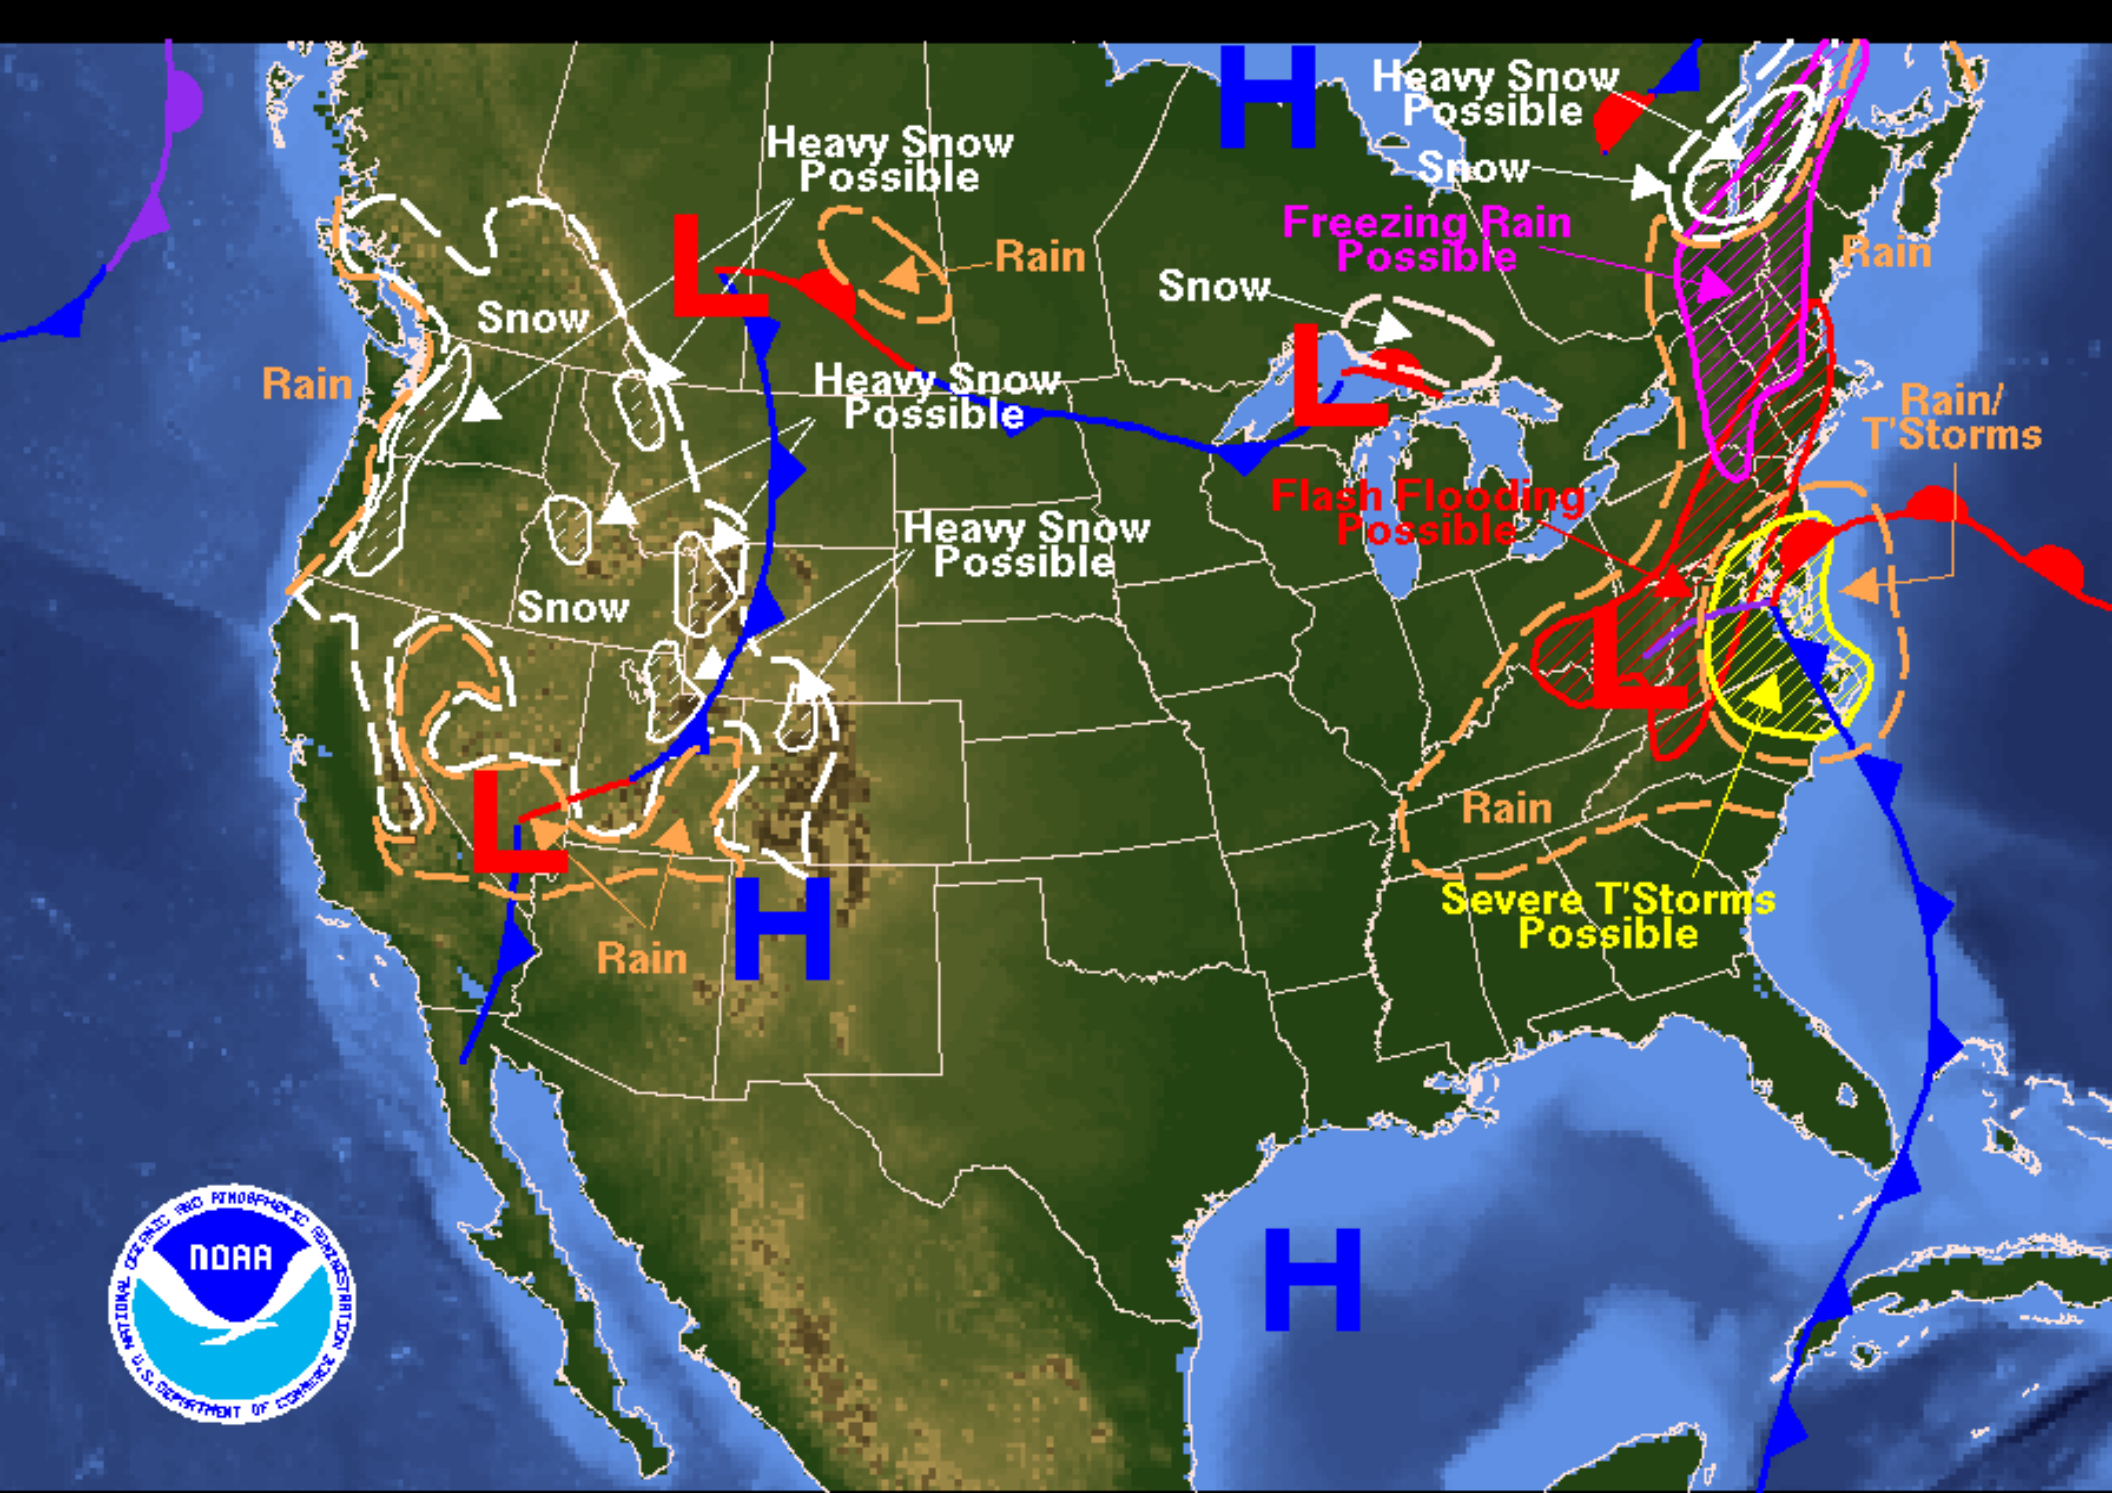 H
Heavy Snow
Possible
Snow
Heavy Snow
Possible
Freezing Rain
Possible
Rain
L
Rain
Snow
Snow
L
Rain
Heavy Snow
Possible
Rain/
T'Storms
Flash Flooding
Possible
Heavy Snow
Possible
Snow
L
Rain
L
Severe T'Storms
Possible
Rain
H
H
NOAA
NATIONAL OCEANIC AND ATMOSPHERIC ADMINISTRATION
U.S. DEPARTMENT OF COMMERCE